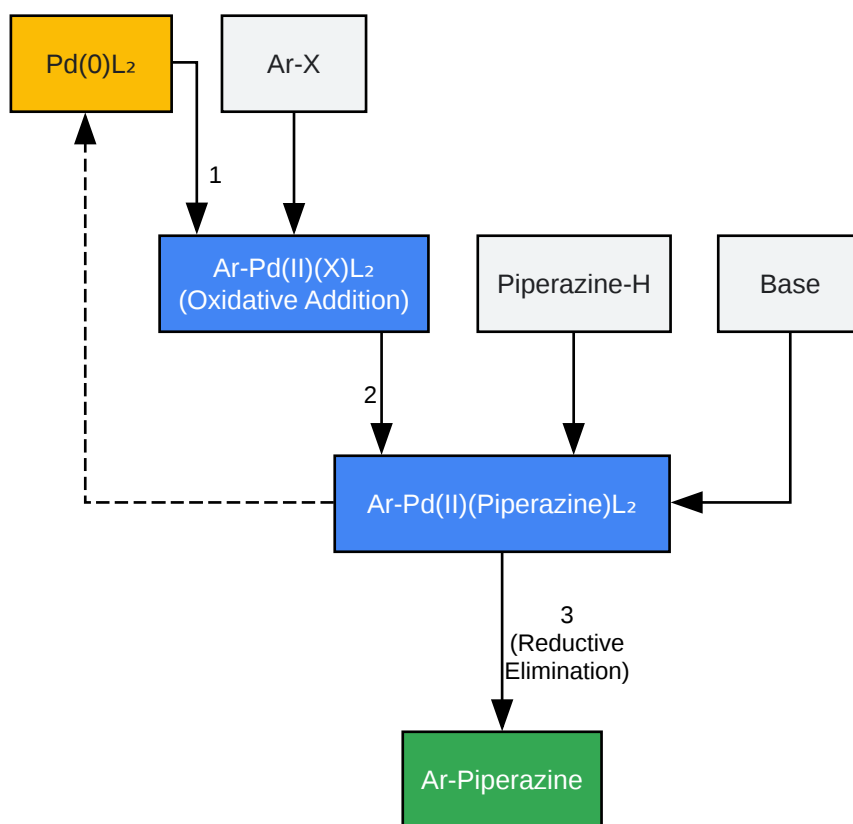 Pd(0)L₂
Ar-X
1
Ar-Pd(II)(X)L₂
(Oxidative Addition)
Piperazine-H
Base
2
Ar-Pd(II)(Piperazine)L₂
3
(Reductive
Elimination)
Ar-Piperazine